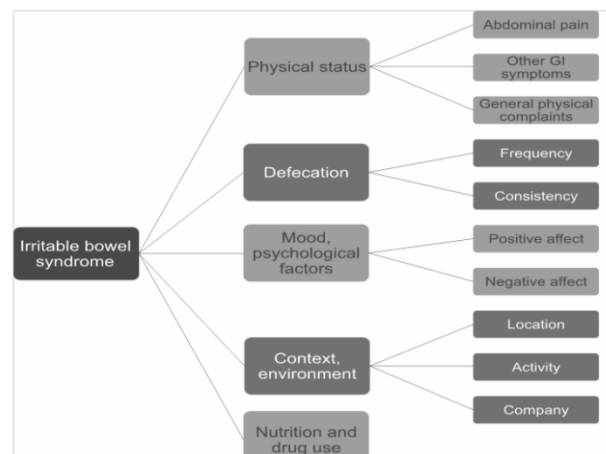 Abdominal pain
Physical status
Other GI
symptoms
General physical
complaints
Defecation
Frequency
Consistency
Irritable bowel
syndrome
Mood,
psychological
factors
Positive affect
Negative affect
Context,
environment
Location
Activity
Company
Nutrition and
drug use